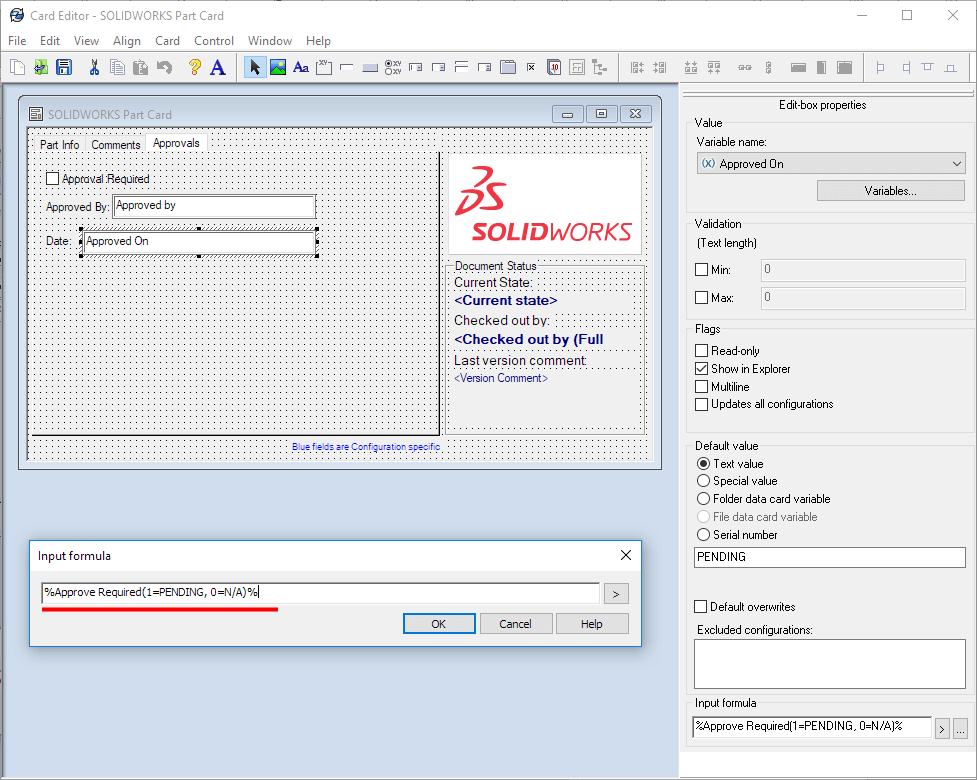 Card Editor - SOLIDWORKS Part Card
File Edit View Align Card Control Window Help
SOLIDWORKS Part Card
Part Info Comments Approvals
Approval Required
Approved By: Approved by
Date: Approved On
SOLIDWORKS
Document Status
Current State:
<Current state>
Checked out by:
<Checked out by (Full
Last version comment:
<Version Comment>
Blue fields are Configuration specific
Input formula
%Approve Required(1=PENDING, 0=N/A)%
>
OK Cancel Help
Edit-box properties
Value
Variable name:
(x) Approved On
Variables...
Validation
(Text length)
Min: 0
Max: 0
Flags
Read-only
Show in Explorer
Multiline
Updates all configurations
Default value
Text value
Special value
Folder data card variable
File data card variable
Serial number
PENDING
Default overwrites
Excluded configurations:
Input formula
%Approve Required(1=PENDING, 0=N/A)% > ...